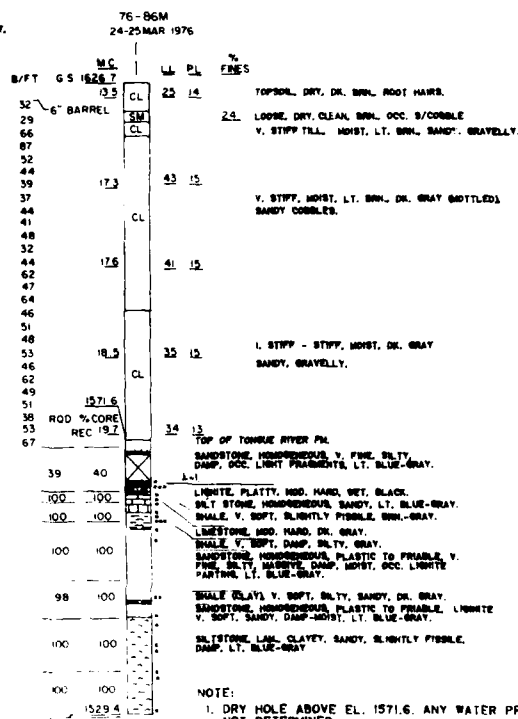 76-86M
24-25 MAR 1976
%
M.C. LL PL FINES
B/FT G S 1626.7
13.5 CL 25 14 TOPSOIL, DRY, DK. BRN., ROOT HAIRS.
32 6" BARREL
29 SM 24 LOOSE, DRY, CLEAN, BRN., OCC. S/COBBLE
66 CL V. STIFF TILL, MOIST, LT. BRN., SANDY, GRAVELLY.
87
52
44
39 17.3 43 15
37 V. STIFF, MOIST, LT. BRN., DK. GRAY (MOTTLED),
44 CL SANDY COBBLES.
41
48
32
44 17.6 41 15
62
47
64
46
51
48 STIFF - STIFF, MOIST, DK. GRAY
53 18.5 35 15 SANDY, GRAVELLY.
46
62 CL
49
51 1571.6
38 RQD % CORE
53 REC 19.7 34 13
67 TOP OF TONGUE RIVER FM.
SANDSTONE, HOMOGENEOUS, V. FINE, SILTY,
DAMP, OCC. LIGHT FRAGMENTS, LT. BLUE-GRAY.
39 40
LIGNITE, PLATTY, MOD. HARD, WET, BLACK.
100 100 SILT STONE, HOMOGENEOUS, SANDY, LT. BLUE-GRAY.
100 100 SHALE, V. SOFT, SLIGHTLY FISSILE, BRN.-GRAY.
LIMESTONE, MOD. HARD, DK. GRAY.
SHALE, V. SOFT, DAMP, SILTY, GRAY.
100 100 SANDSTONE, HOMOGENEOUS, PLASTIC TO FRIABLE, V.
FINE, SILTY, MASSIVE, DAMP, MOIST, OCC. LIGNITE
PARTING, LT. BLUE-GRAY.
98 100 SHALE (CLAY), V. SOFT, SILTY, SANDY, DK. GRAY.
SANDSTONE, HOMOGENEOUS, PLASTIC TO FRIABLE, LIGNITE
V. SOFT, SANDY, DAMP-MOIST, LT. BLUE-GRAY.
100 100 SILTSTONE, LAM., CLAYEY, SANDY, SLIGHTLY FISSILE,
DAMP, LT. BLUE-GRAY
100 100 NOTE:
1529.4 1. DRY HOLE ABOVE EL. 1571.6. ANY WATER PR
NOT DETERMINED